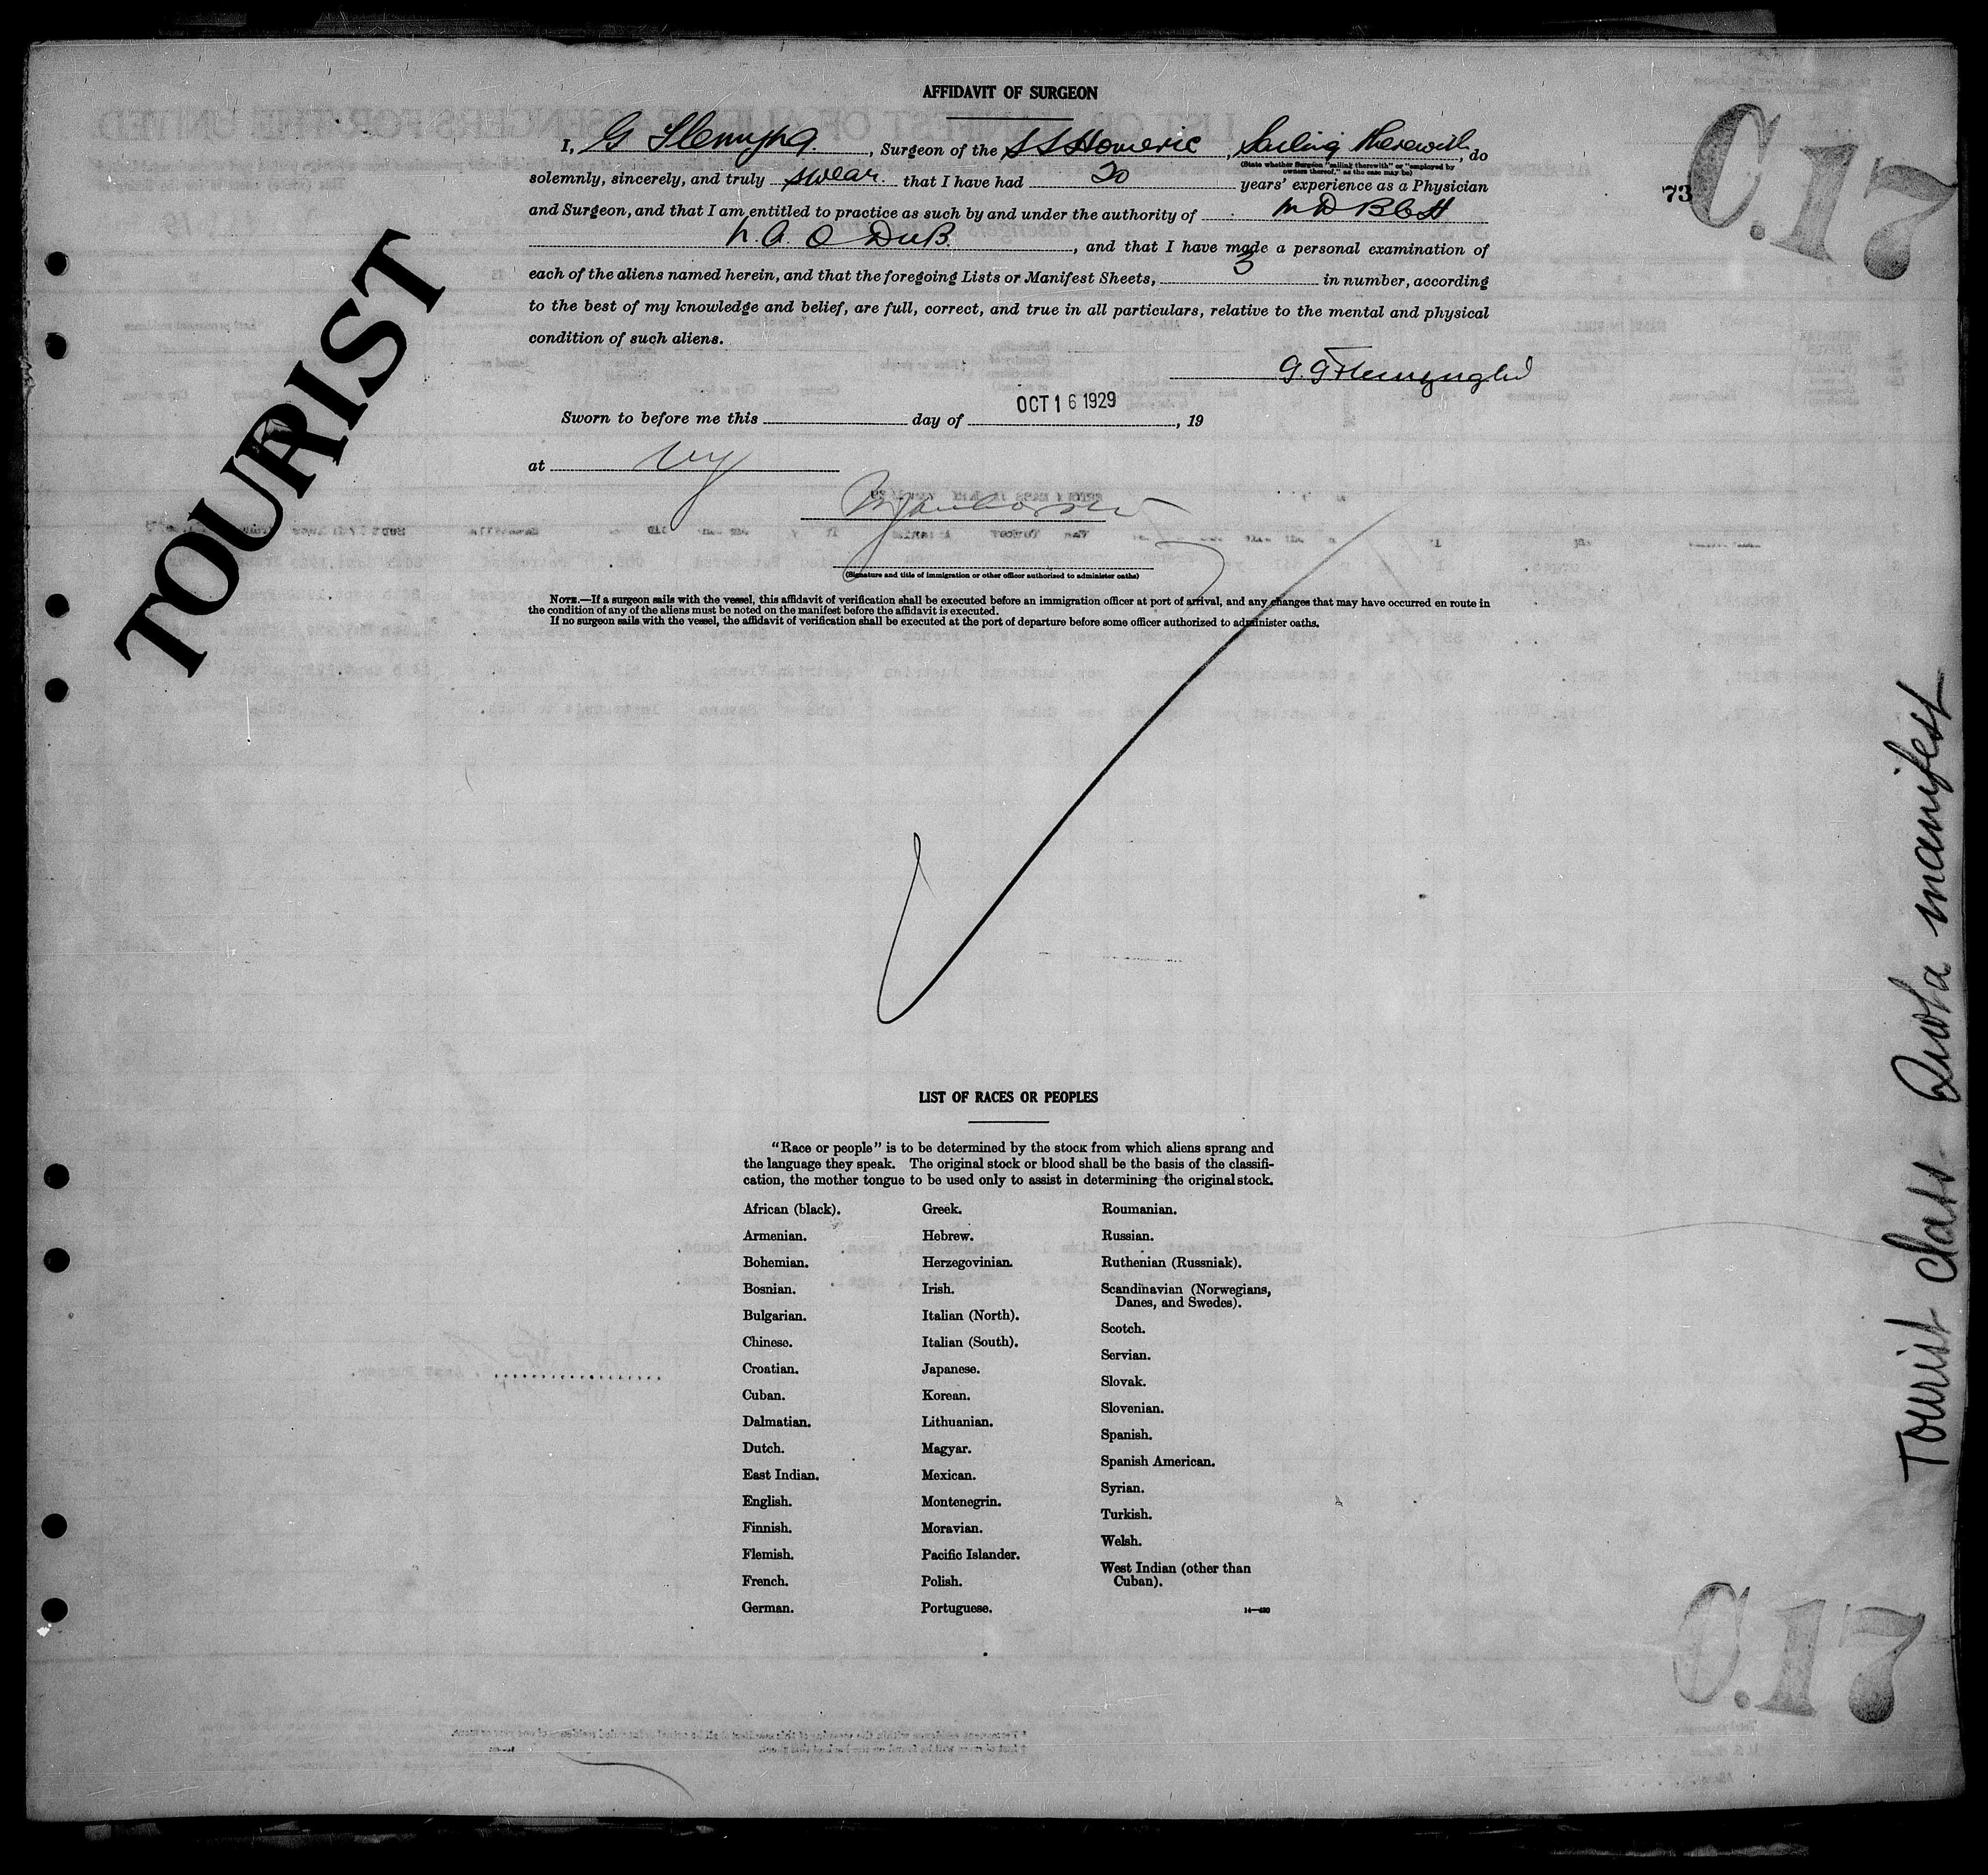 AFFIDAVIT OF SURGEON
I, G , Surgeon of the SS Homeric, Sailing therewith, do
(State whether Surgeon "sailing therewith" or "employed by
owners thereof," as the case may be)
solemnly, sincerely, and truly swear that I have had 20 years' experience as a Physician
and Surgeon, and that I am entitled to practice as such by and under the authority of M D
, and that I have made a personal examination of
each of the aliens named herein, and that the foregoing Lists or Manifest Sheets, 3 in number, according
to the best of my knowledge and belief, are full, correct, and true in all particulars, relative to the mental and physical
condition of such aliens.
Sworn to before me this day of OCT 16 1929, 19
at NY
(Signature and title of immigration or other officer authorized to administer oaths)
NOTE.—If a surgeon sails with the vessel, this affidavit of verification shall be executed before an immigration officer at port of arrival, and any changes that may have occurred en route in
the condition of any of the aliens must be noted on the manifest before the affidavit is executed.
If no surgeon sails with the vessel, the affidavit of verification shall be executed at the port of departure before some officer authorized to administer oaths.
TOURIST
73
C.17
LIST OF RACES OR PEOPLES
"Race or people" is to be determined by the stock from which aliens sprang and
the language they speak. The original stock or blood shall be the basis of the classifi-
cation, the mother tongue to be used only to assist in determining the original stock.
African (black).
Armenian.
Bohemian.
Bosnian.
Bulgarian.
Chinese.
Croatian.
Cuban.
Dalmatian.
Dutch.
East Indian.
English.
Finnish.
Flemish.
French.
German.
Greek.
Hebrew.
Herzegovinian.
Irish.
Italian (North).
Italian (South).
Japanese.
Korean.
Lithuanian.
Magyar.
Mexican.
Montenegrin.
Moravian.
Pacific Islander.
Polish.
Portuguese.
Roumanian.
Russian.
Ruthenian (Russniak).
Scandinavian (Norwegians,
Danes, and Swedes).
Scotch.
Servian.
Slovak.
Slovenian.
Spanish.
Spanish American.
Syrian.
Turkish.
Welsh.
West Indian (other than
Cuban).
Tourist Class Quota manifest
C.17